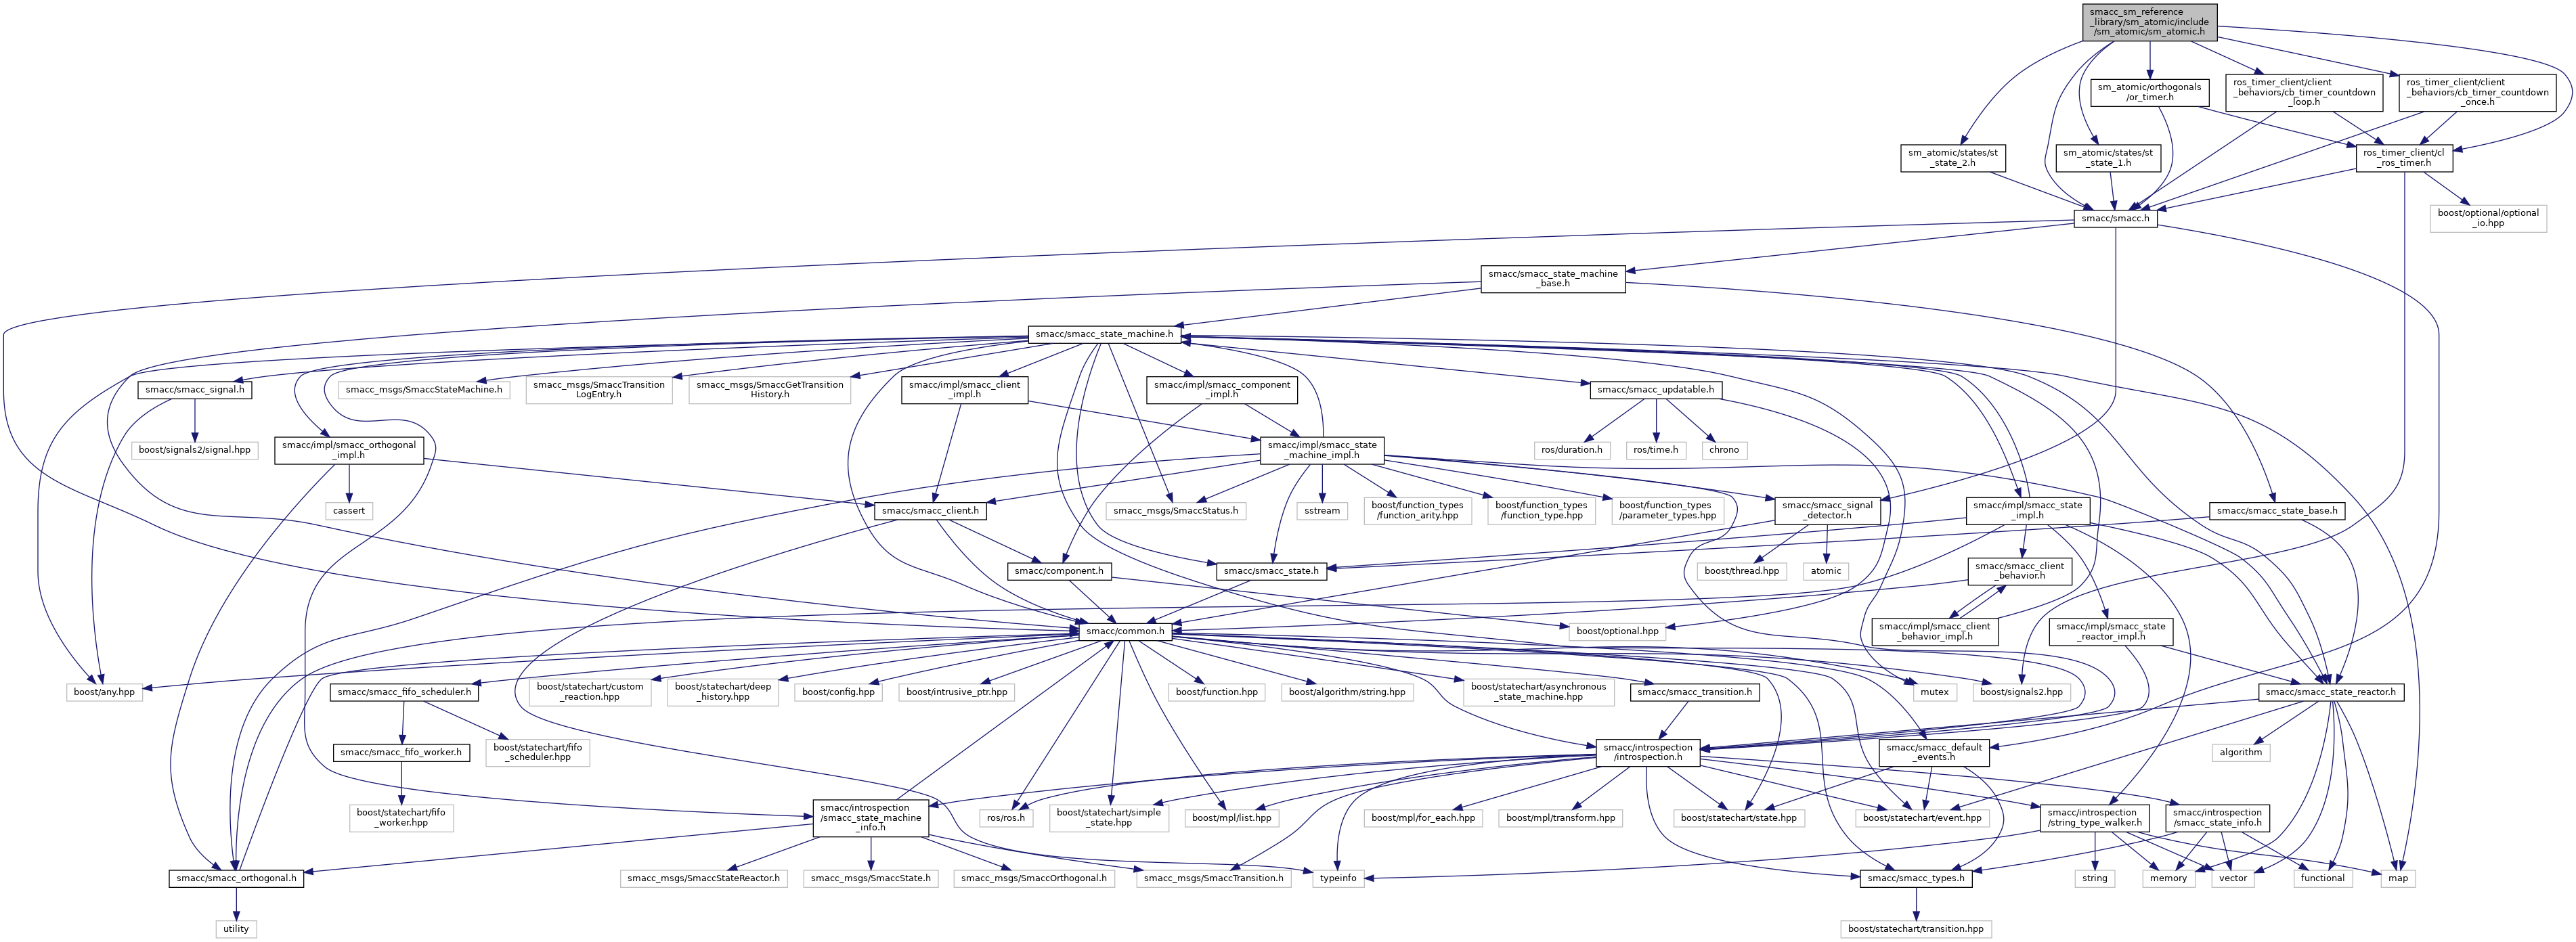 smacc_sm_reference
_library/sm_atomic/include
/sm_atomic/sm_atomic.h
sm_atomic/orthogonals
/or_timer.h
ros_timer_client/client
_behaviors/cb_timer_countdown
_loop.h
ros_timer_client/client
_behaviors/cb_timer_countdown
_once.h
sm_atomic/states/st
_state_2.h
sm_atomic/states/st
_state_1.h
ros_timer_client/cl
_ros_timer.h
smacc/smacc.h
boost/optional/optional
_io.hpp
smacc/smacc_state_machine
_base.h
smacc/smacc_state_machine.h
smacc/smacc_signal.h
smacc_msgs/SmaccStateMachine.h
smacc_msgs/SmaccTransition
LogEntry.h
smacc_msgs/SmaccGetTransition
History.h
smacc/impl/smacc_client
_impl.h
smacc/impl/smacc_component
_impl.h
smacc/smacc_updatable.h
boost/signals2/signal.hpp
smacc/impl/smacc_orthogonal
_impl.h
smacc/impl/smacc_state
_machine_impl.h
ros/duration.h
ros/time.h
chrono
cassert
smacc/smacc_client.h
smacc_msgs/SmaccStatus.h
sstream
boost/function_types
/function_arity.hpp
boost/function_types
/function_type.hpp
boost/function_types
/parameter_types.hpp
smacc/smacc_signal
_detector.h
smacc/impl/smacc_state
_impl.h
smacc/smacc_state_base.h
smacc/component.h
smacc/smacc_state.h
boost/thread.hpp
atomic
smacc/smacc_client
_behavior.h
smacc/common.h
boost/optional.hpp
smacc/impl/smacc_client
_behavior_impl.h
smacc/impl/smacc_state
_reactor_impl.h
boost/any.hpp
smacc/smacc_fifo_scheduler.h
boost/statechart/custom
_reaction.hpp
boost/statechart/deep
_history.hpp
boost/config.hpp
boost/intrusive_ptr.hpp
boost/function.hpp
boost/algorithm/string.hpp
boost/statechart/asynchronous
_state_machine.hpp
smacc/smacc_transition.h
mutex
boost/signals2.hpp
smacc/smacc_state_reactor.h
smacc/smacc_fifo_worker.h
boost/statechart/fifo
_scheduler.hpp
smacc/introspection
/introspection.h
smacc/smacc_default
_events.h
algorithm
boost/statechart/fifo
_worker.hpp
smacc/introspection
/smacc_state_machine
_info.h
ros/ros.h
boost/statechart/simple
_state.hpp
boost/mpl/list.hpp
boost/mpl/for_each.hpp
boost/mpl/transform.hpp
boost/statechart/state.hpp
boost/statechart/event.hpp
smacc/introspection
/string_type_walker.h
smacc/introspection
/smacc_state_info.h
smacc/smacc_orthogonal.h
smacc_msgs/SmaccStateReactor.h
smacc_msgs/SmaccState.h
smacc_msgs/SmaccOrthogonal.h
smacc_msgs/SmaccTransition.h
typeinfo
smacc/smacc_types.h
string
memory
vector
functional
map
utility
boost/statechart/transition.hpp